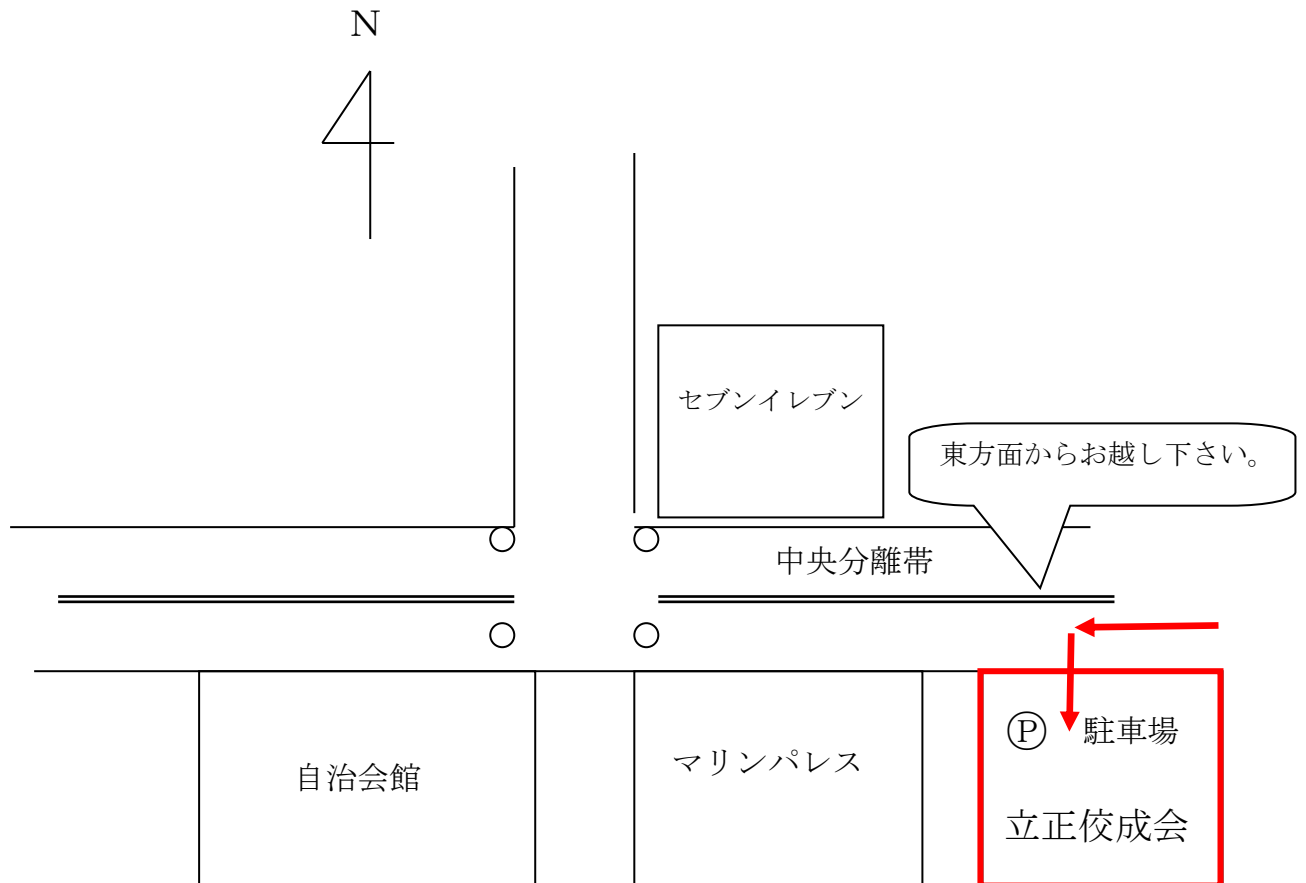 N
セブンイレブン
東方面からお越し下さい。
中央分離帯
Ⓟ 駐車場
マリンパレス
自治会館
立正佼成会